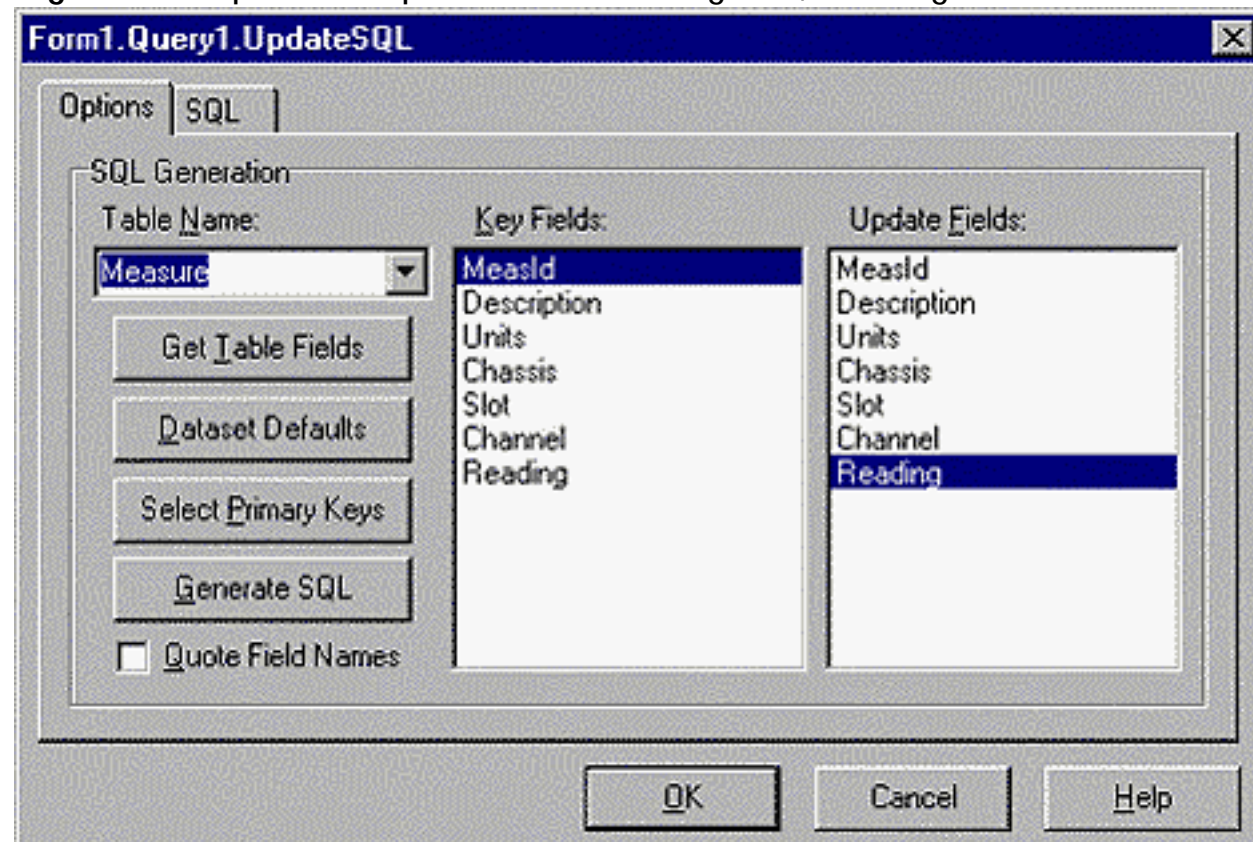 Form1.Query1.UpdateSQL
Options
SQL
SQL Generation
Table Name:
Measure
Get Table Fields
Dataset Defaults
Select Primary Keys
Generate SQL
Quote Field Names
Key Fields:
MeasId
Description
Units
Chassis
Slot
Channel
Reading
Update Fields:
MeasId
Description
Units
Chassis
Slot
Channel
Reading
OK
Cancel
Help